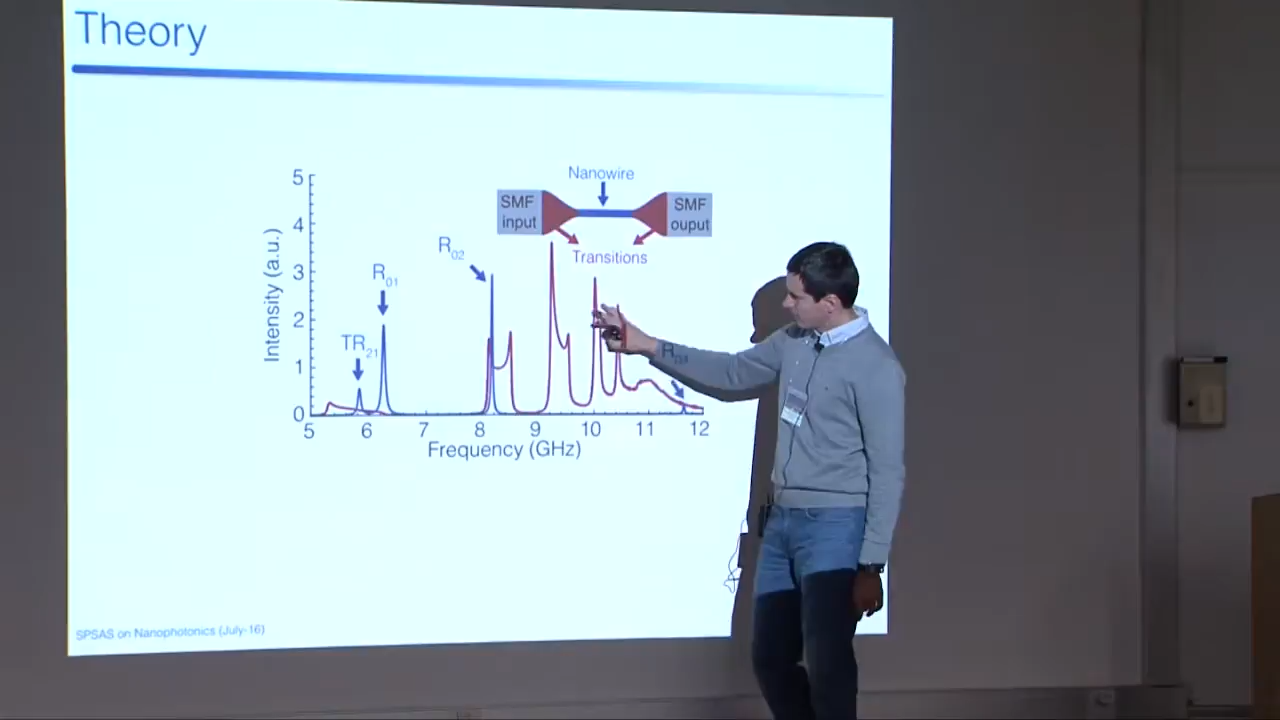 Theory
Nanowire
SMF
input
SMF
ouput
Transitions
Intensity (a.u.)
5
4
3
2
1
0
TR21
R01
R02
5 6 7 8 9 10 11 12
Frequency (GHz)
SPSAS on Nanophotonics (July-16)